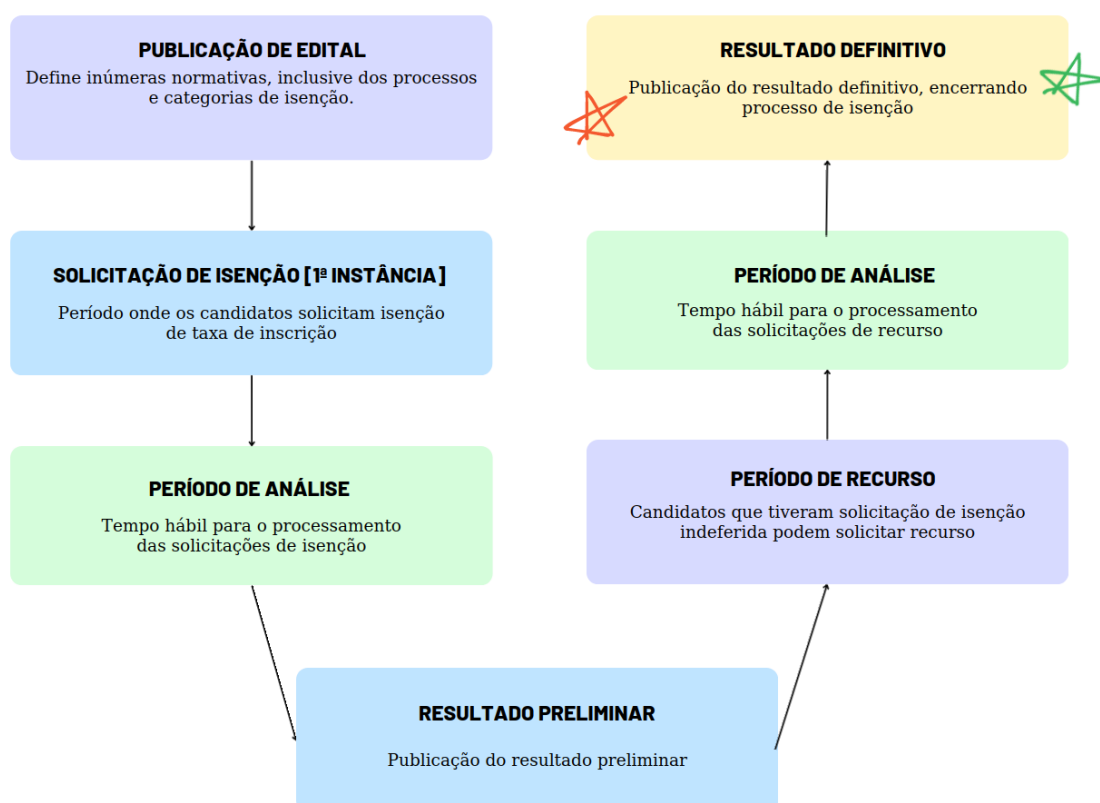 PUBLICAÇÃO DE EDITAL
Define inúmeras normativas, inclusive dos processos
e categorias de isenção.
SOLICITAÇÃO DE ISENÇÃO [1ª INSTÂNCIA]
Período onde os candidatos solicitam isenção
de taxa de inscrição
PERÍODO DE ANÁLISE
Tempo hábil para o processamento
das solicitações de isenção
RESULTADO PRELIMINAR
Publicação do resultado preliminar
PERÍODO DE RECURSO
Candidatos que tiveram solicitação de isenção
indeferida podem solicitar recurso
PERÍODO DE ANÁLISE
Tempo hábil para o processamento
das solicitações de recurso
RESULTADO DEFINITIVO
Publicação do resultado definitivo, encerrando
processo de isenção